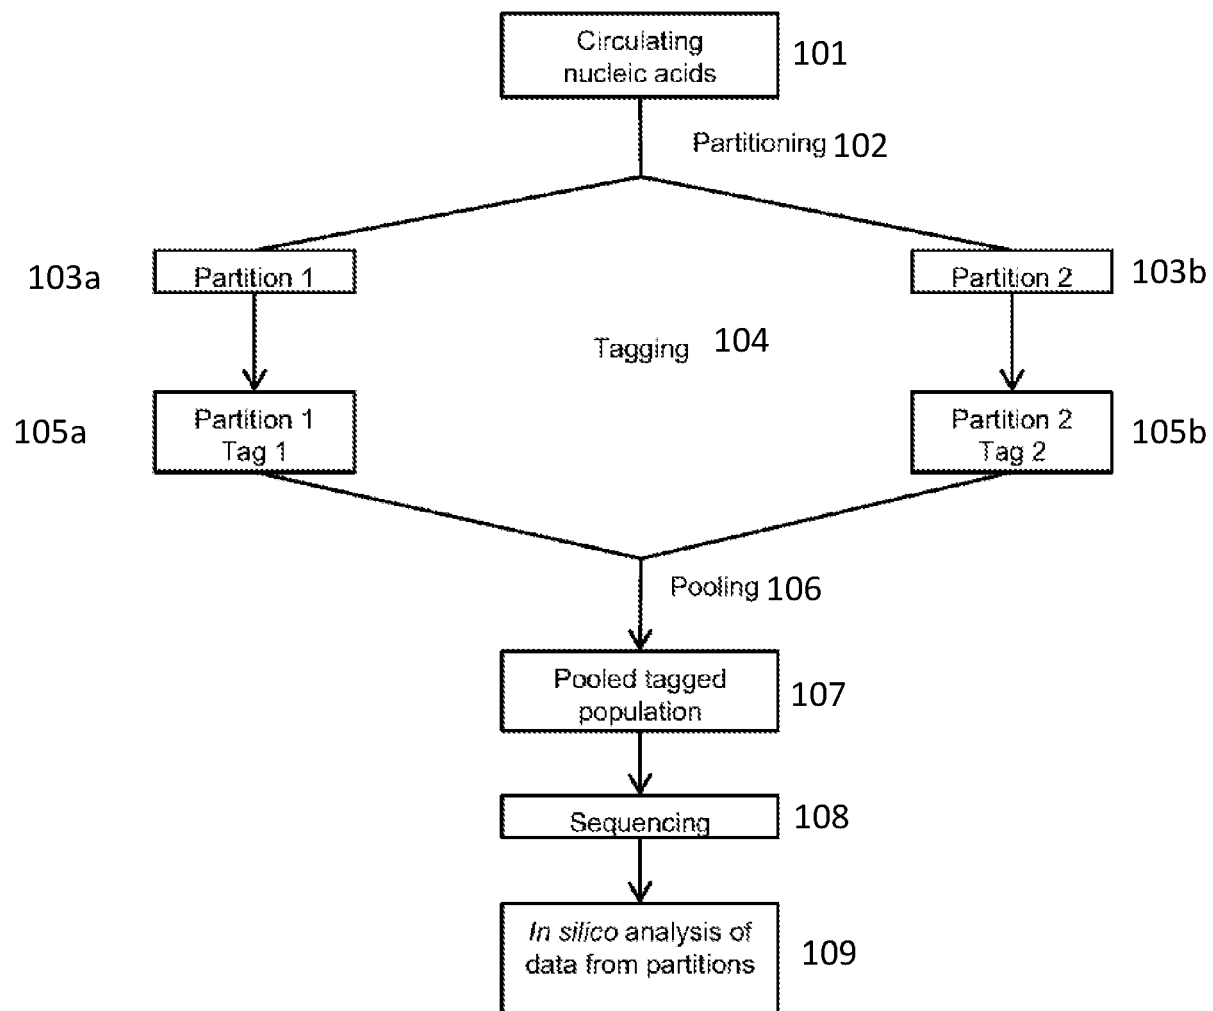 Circulating
nucleic acids
101
Partitioning 102
103a
Partition 1
Partition 2
103b
Tagging 104
105a
Partition 1
Tag 1
Partition 2
Tag 2
105b
Pooling 106
Pooled tagged
population
107
Sequencing
108
In silico analysis of
data from partitions
109